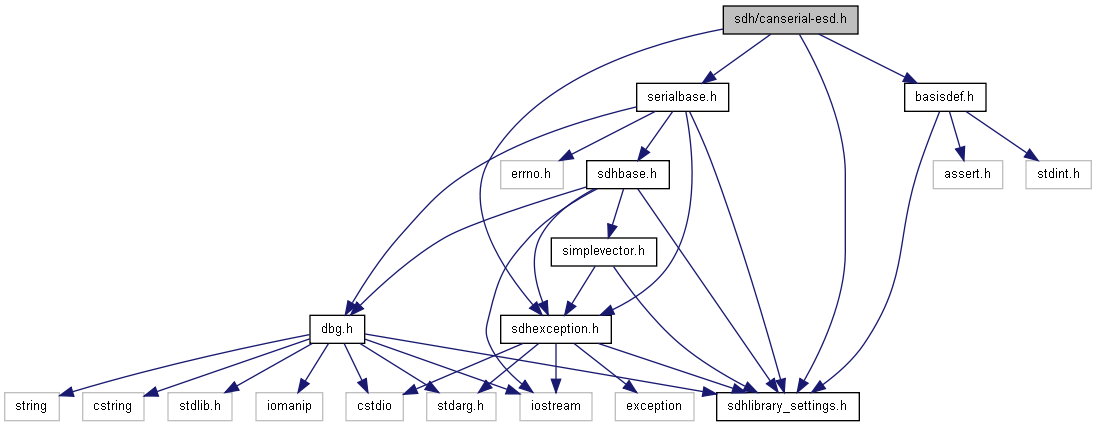 sdh/canserial-esd.h
serialbase.h
basisdef.h
errno.h
sdhbase.h
assert.h
stdint.h
simplevector.h
dbg.h
sdhexception.h
string
cstring
stdlib.h
iomanip
cstdio
stdarg.h
iostream
exception
sdhlibrary_settings.h